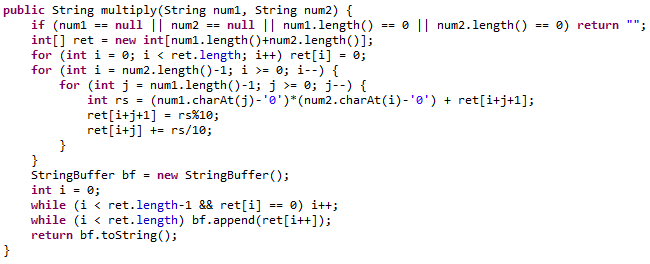 public String multiply(String num1, String num2) {
    if (num1 == null || num2 == null || num1.length() == 0 || num2.length() == 0) return "";
    int[] ret = new int[num1.length()+num2.length()];
    for (int i = 0; i < ret.length; i++) ret[i] = 0;
    for (int i = num2.length()-1; i >= 0; i--) {
        for (int j = num1.length()-1; j >= 0; j--) {
            int rs = (num1.charAt(j)-'0')*(num2.charAt(i)-'0') + ret[i+j+1];
            ret[i+j+1] = rs%10;
            ret[i+j] += rs/10;
        }
    }
    StringBuffer bf = new StringBuffer();
    int i = 0;
    while (i < ret.length-1 && ret[i] == 0) i++;
    while (i < ret.length) bf.append(ret[i++]);
    return bf.toString();
}